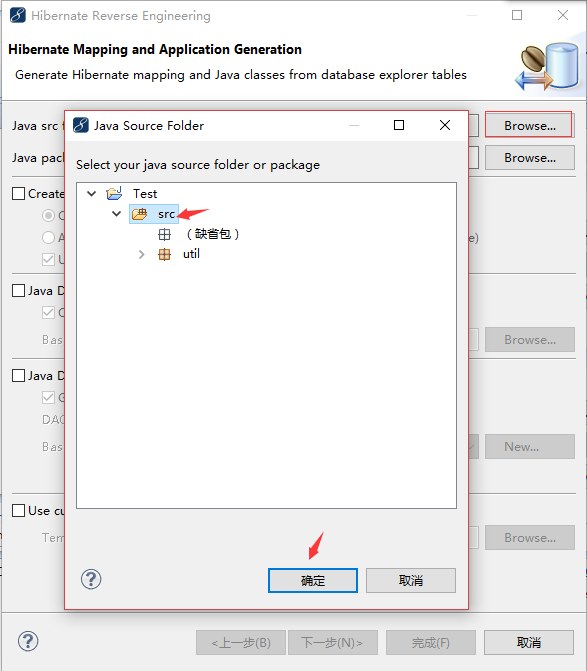 Hibernate Reverse Engineering
Hibernate Mapping and Application Generation
Generate Hibernate mapping and Java classes from database explorer tables
Java src f
Browse...
Java pack
Browse...
Java Source Folder
Select your java source folder or package
Test
src
（缺省包）
util
Create
e)
Java D
Bas
Browse...
Java D
DAC
Bas
New...
Use cu
Tem
Browse...
确定
取消
<上一步(B)
下一步(N)>
完成(F)
取消